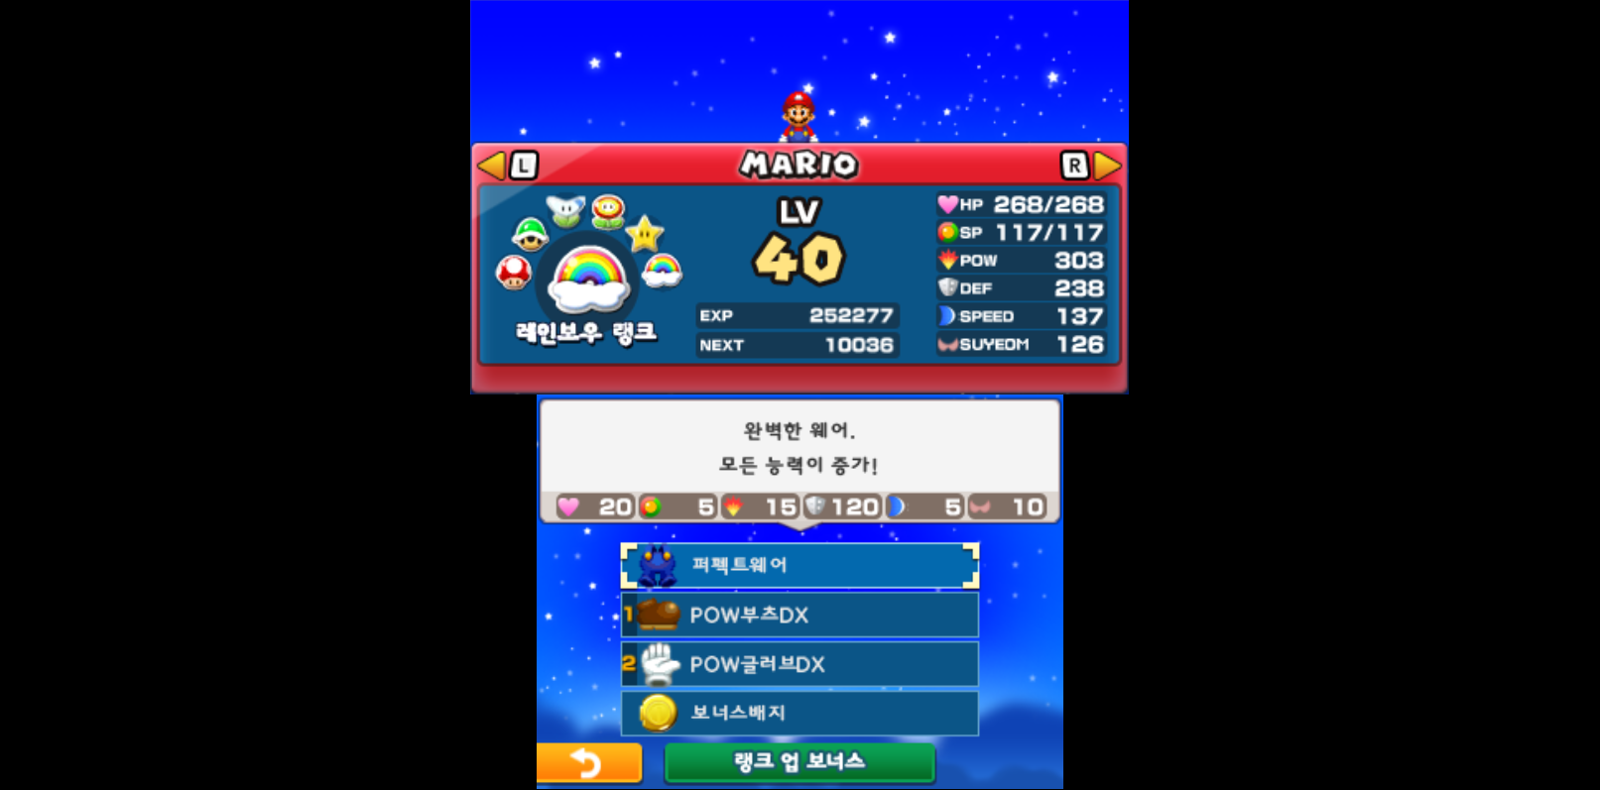 L
MARIO
R
LV
40
레인보우 랭크
EXP 252277
NEXT 10036
HP 268/268
SP 117/117
POW 303
DEF 238
SPEED 137
SUYEOM 126
완벽한 웨어.
모든 능력이 증가!
20 5 15 120 5 10
퍼펙트웨어
1 POW부츠DX
2 POW글러브DX
보너스배지
랭크 업 보너스